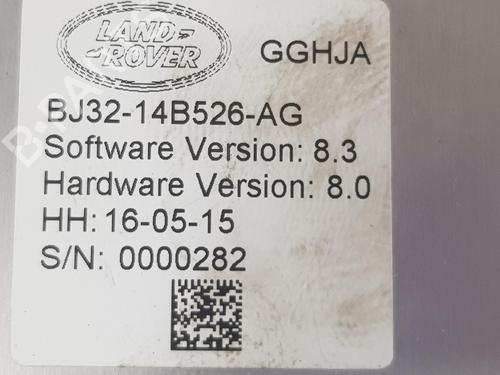 LAND-
ROVER
GGHJA
BJ32-14B526-AG
Software Version: 8.3
Hardware Version: 8.0
HH: 16-05-15
S/N: 0000282